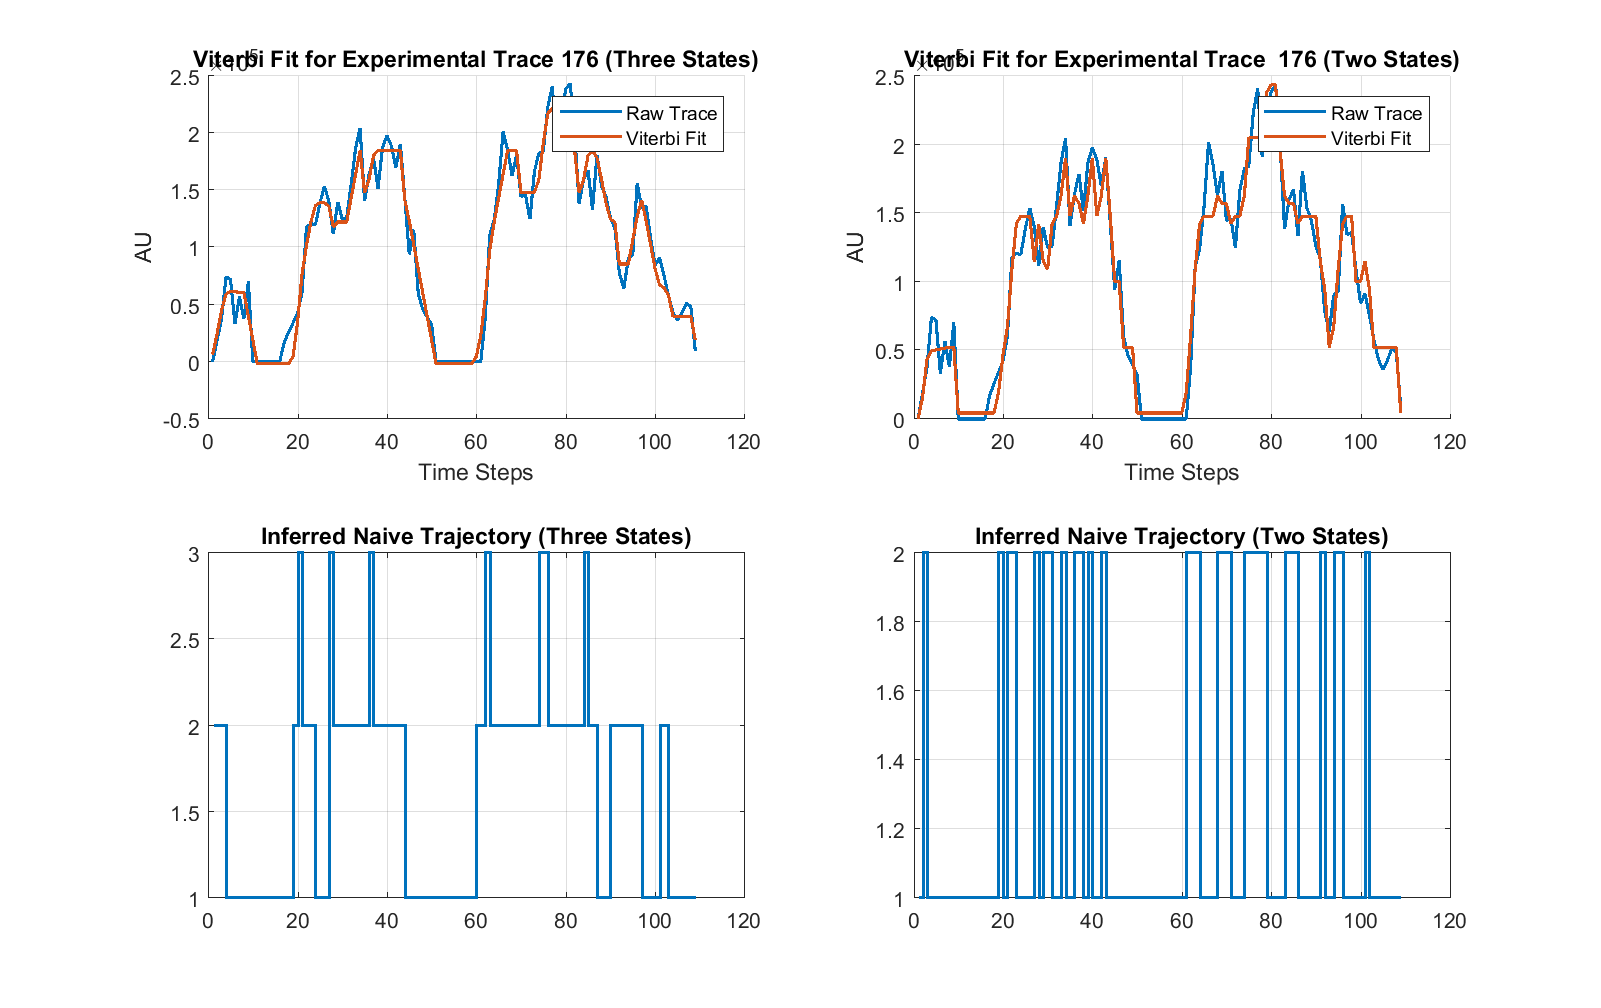 Viterbi Fit for Experimental Trace 176 (Three States)
×10^5
2.5
2
1.5
1
0.5
0
-0.5
AU
0 20 40 60 80 100 120
Time Steps
Raw Trace
Viterbi Fit
Viterbi Fit for Experimental Trace  176 (Two States)
×10^5
2.5
2
1.5
1
0.5
0
AU
0 20 40 60 80 100 120
Time Steps
Raw Trace
Viterbi Fit
Inferred Naive Trajectory (Three States)
3
2.5
2
1.5
1
0 20 40 60 80 100 120
Inferred Naive Trajectory (Two States)
2
1.8
1.6
1.4
1.2
1
0 20 40 60 80 100 120